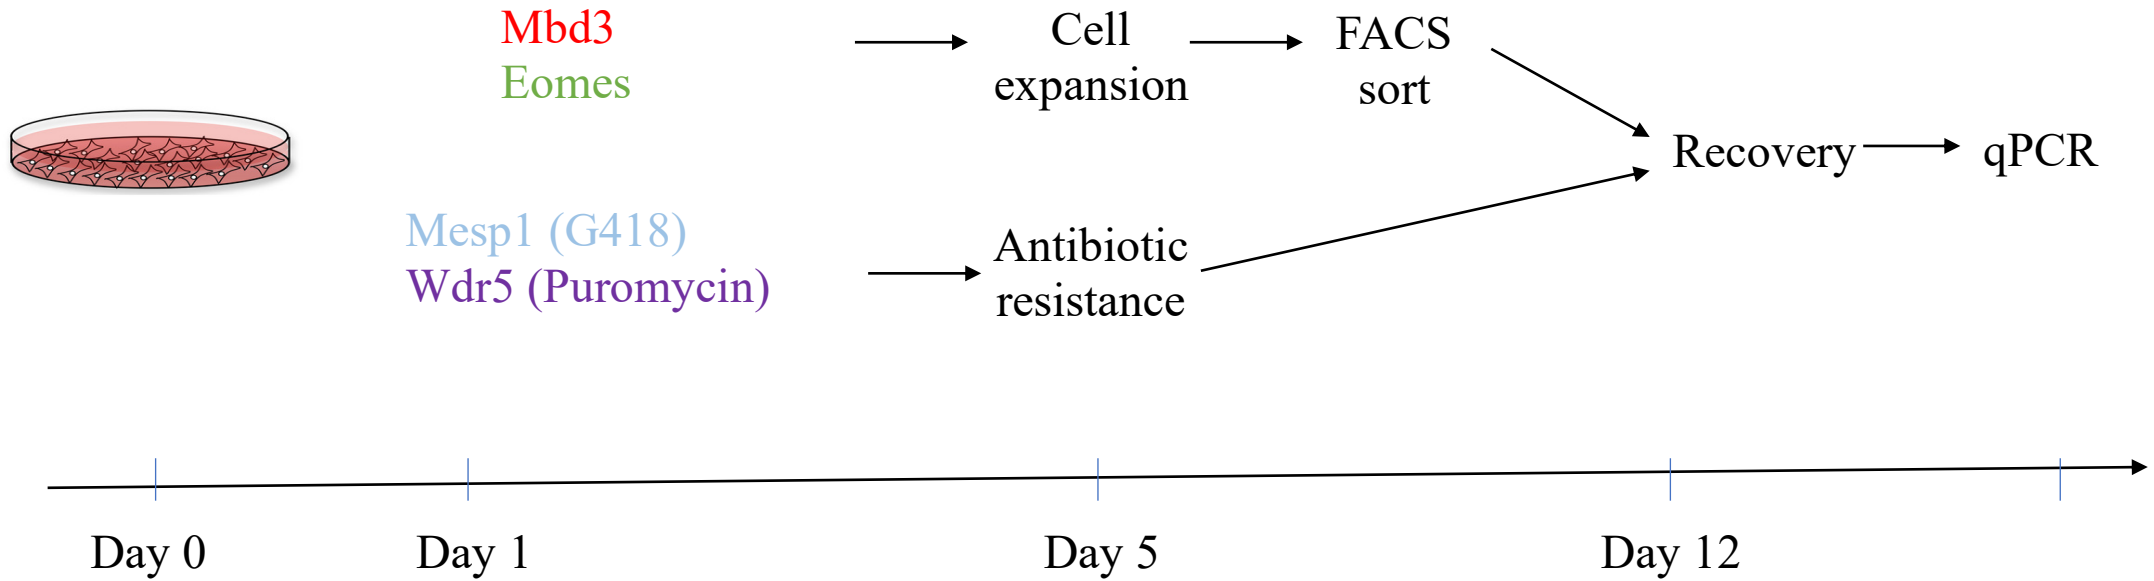 Mbd3
Eomes
Cell
expansion
FACS
sort
Recovery
qPCR
Mesp1 (G418)
Wdr5 (Puromycin)
Antibiotic
resistance
Day 0
Day 1
Day 5
Day 12